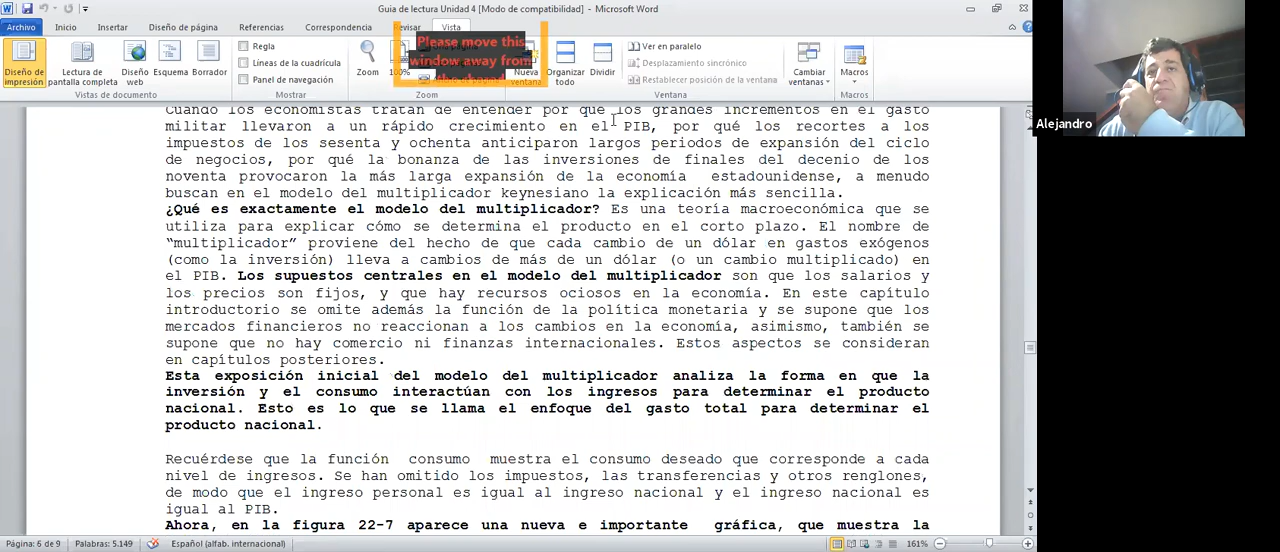 Guia de lectura Unidad 4 [Modo de compatibilidad] - Microsoft Word
Archivo Inicio Diseño de página Referencias Correspondencia Revisar Vista
Please move this
window away from
the shared
Diseño de impresión
Lectura de pantalla completa
Diseño web
Esquema
Borrador
Vistas de documento
Regla
Líneas de la cuadrícula
Panel de navegación
Mostrar
Zoom
100%
Zoom
Nueva ventana
Organizar todo
Dividir
Ver en paralelo
Desplazamiento sincrónico
Restablecer posición de la ventana
Ventana
Cambiar ventanas
Macros
Macros
Alejandro
Cuando los economistas tratan de entender por qué los grandes incrementos en el gasto
militar llevaron a un rápido crecimiento en el PIB, por qué los recortes a los
impuestos de los sesenta y ochenta anticiparon largos periodos de expansión del ciclo
de negocios, por qué la bonanza de las inversiones de finales del decenio de los
noventa provocaron la más larga expansión de la economía estadounidense, a menudo
buscan en el modelo del multiplicador keynesiano la explicación más sencilla.
¿Qué es exactamente el modelo del multiplicador? Es una teoría macroeconómica que se
utiliza para explicar cómo se determina el producto en el corto plazo. El nombre de
“multiplicador” proviene del hecho de que cada cambio de un dólar en gastos exógenos
(como la inversión) lleva a cambios de más de un dólar (o un cambio multiplicado) en
el PIB. Los supuestos centrales en el modelo del multiplicador son que los salarios y
los precios son fijos, y que hay recursos ociosos en la economía. En este capítulo
introductorio se omite además la función de la política monetaria y se supone que los
mercados financieros no reaccionan a los cambios en la economía, asimismo, también se
supone que no hay comercio ni finanzas internacionales. Estos aspectos se consideran
en capítulos posteriores.
Esta exposición inicial del modelo del multiplicador analiza la forma en que la
inversión y el consumo interactúan con los ingresos para determinar el producto
nacional. Esto es lo que se llama el enfoque del gasto total para determinar el
producto nacional.
Recuérdese que la función consumo muestra el consumo deseado que corresponde a cada
nivel de ingresos. Se han omitido los impuestos, las transferencias y otros renglones,
de modo que el ingreso personal es igual al ingreso nacional y el ingreso nacional es
igual al PIB.
Ahora, en la figura 22-7 aparece una nueva e importante gráfica, que muestra la
Página: 6 de 9 Palabras: 5.149 Español (alfab. internacional) 161%